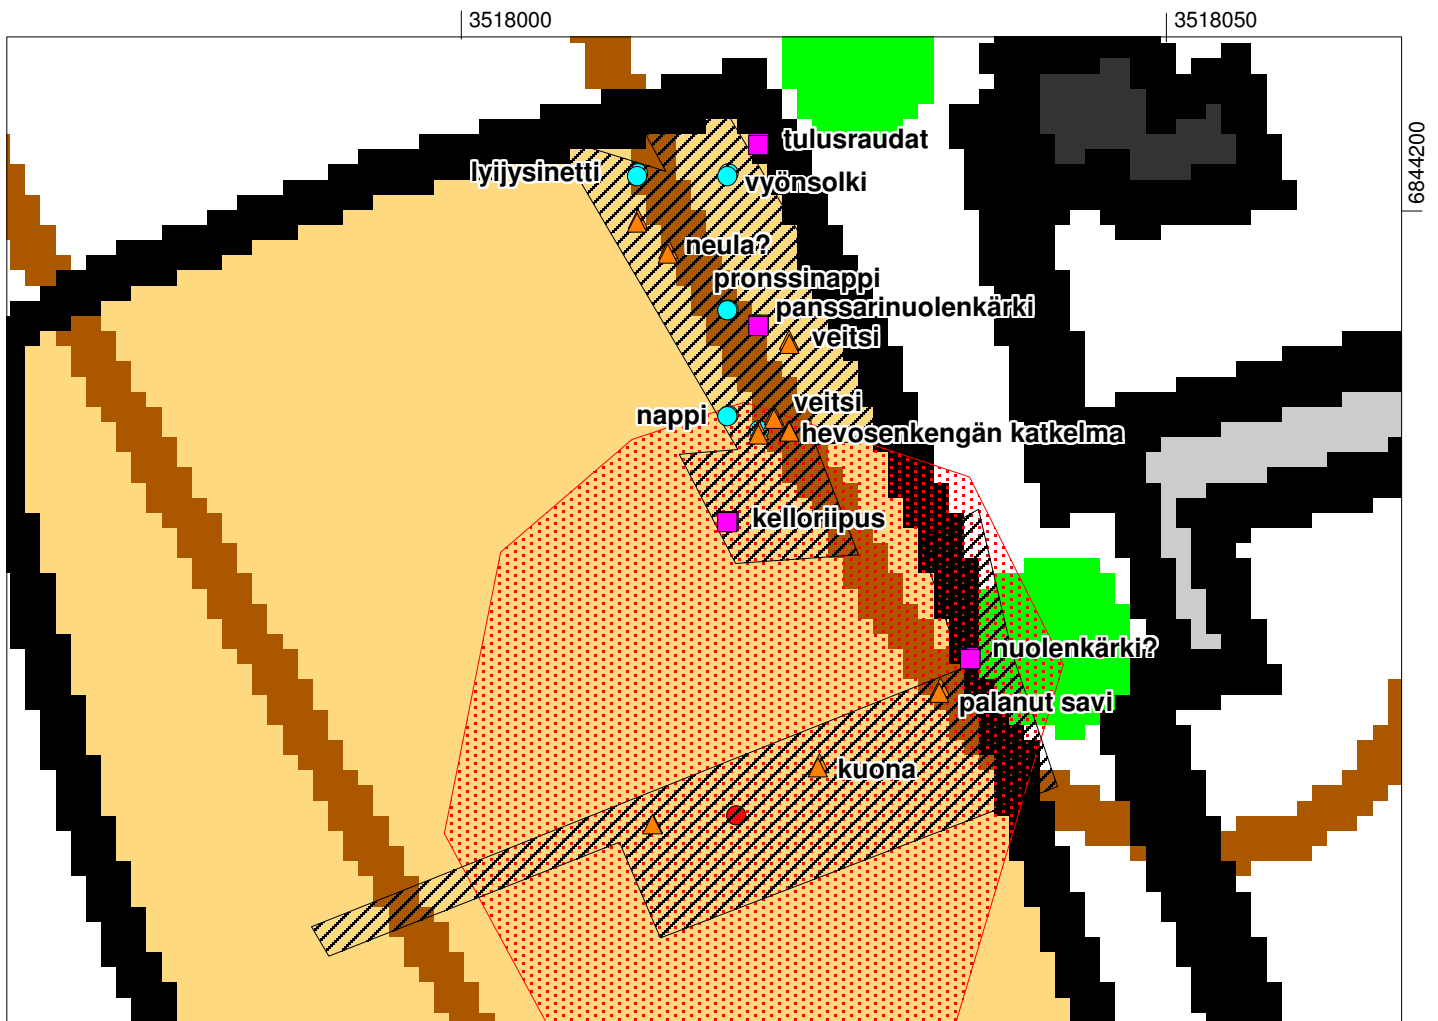 3518000
3518050
6844200
tulusraudat
lyijysinetti
vyönsolki
neula?
pronssinappi
panssarinuolenkärki
veitsi
veitsi
nappi
hevosenkengän katkelma
kelloriipus
nuolenkärki?
palanut savi
kuona